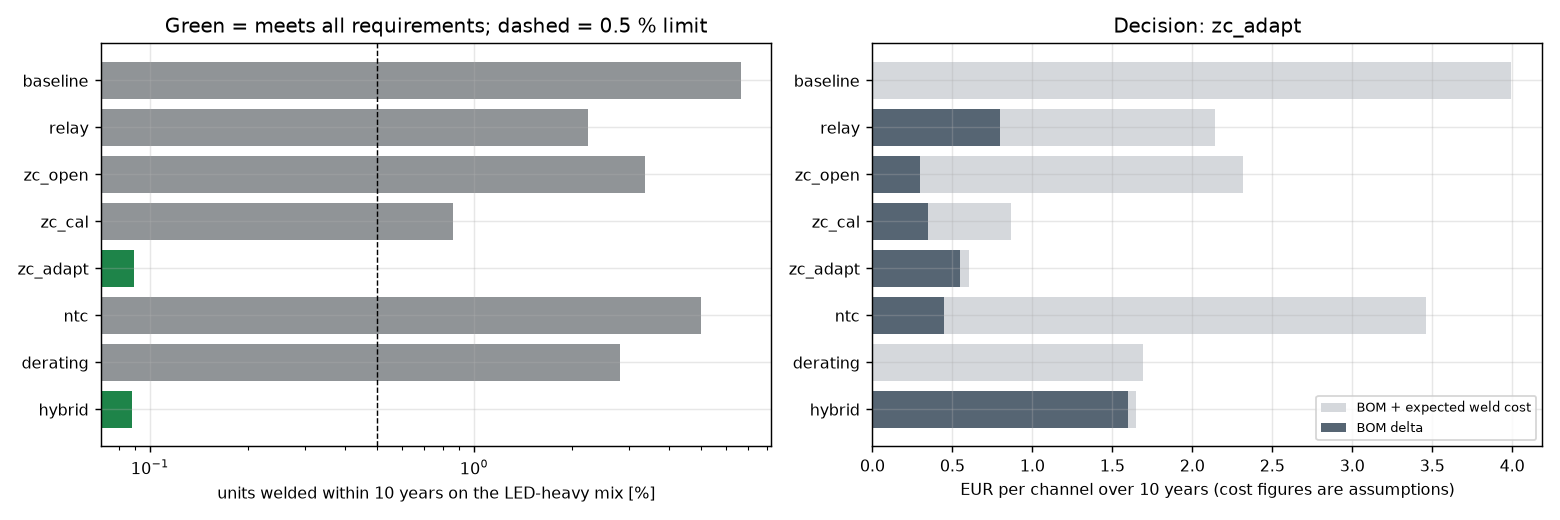 Green = meets all requirements; dashed = 0.5 % limit
baseline
relay
zc_open
zc_cal
zc_adapt
ntc
derating
hybrid
10⁻¹
10⁰
units welded within 10 years on the LED-heavy mix [%]
Decision: zc_adapt
baseline
relay
zc_open
zc_cal
zc_adapt
ntc
derating
hybrid
BOM + expected weld cost
BOM delta
0.0
0.5
1.0
1.5
2.0
2.5
3.0
3.5
4.0
EUR per channel over 10 years (cost figures are assumptions)